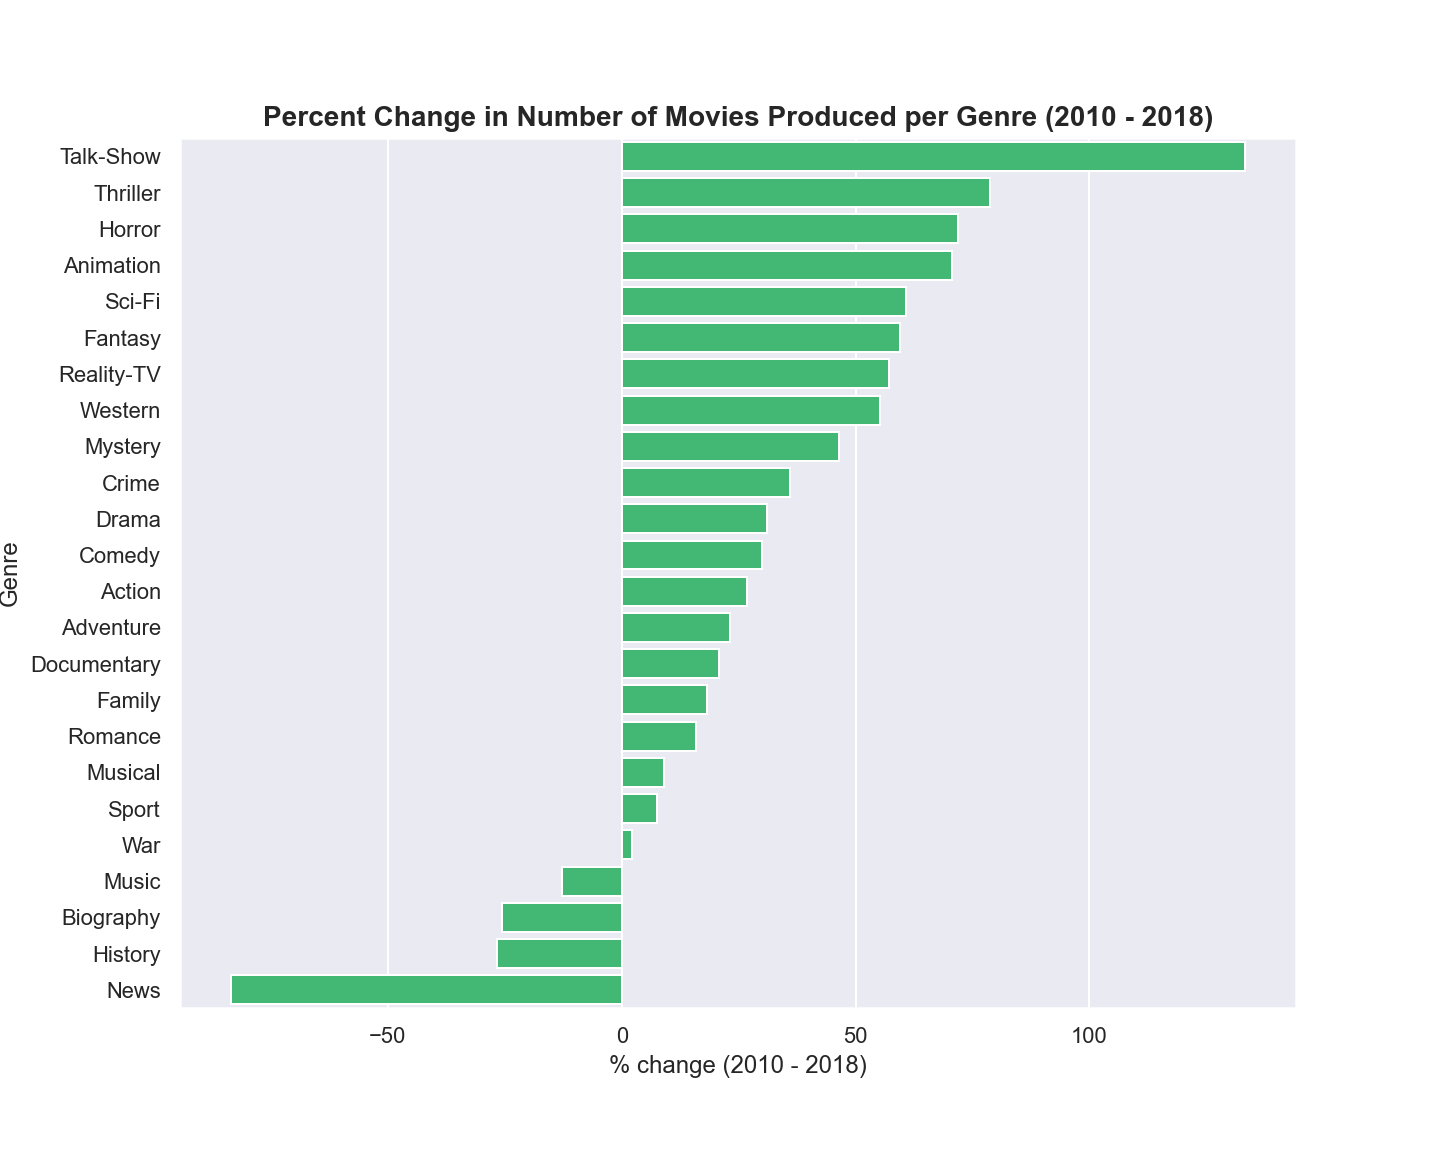 Percent Change in Number of Movies Produced per Genre (2010 - 2018)
Talk-Show
Thriller
Horror
Animation
Sci-Fi
Fantasy
Reality-TV
Western
Mystery
Crime
Drama
Comedy
Action
Adventure
Documentary
Family
Romance
Musical
Sport
War
Music
Biography
History
News
Genre
−50 0 50 100
% change (2010 - 2018)